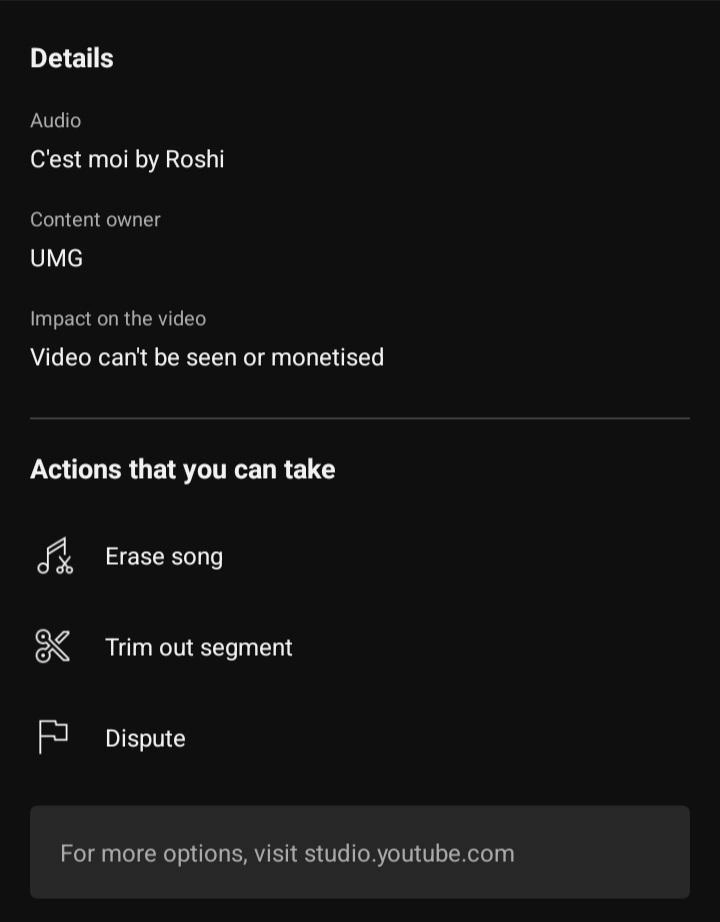 Details
Audio
C'est moi by Roshi
Content owner
UMG
Impact on the video
Video can't be seen or monetised
Actions that you can take
Erase song
Trim out segment
Dispute
For more options, visit studio.youtube.com